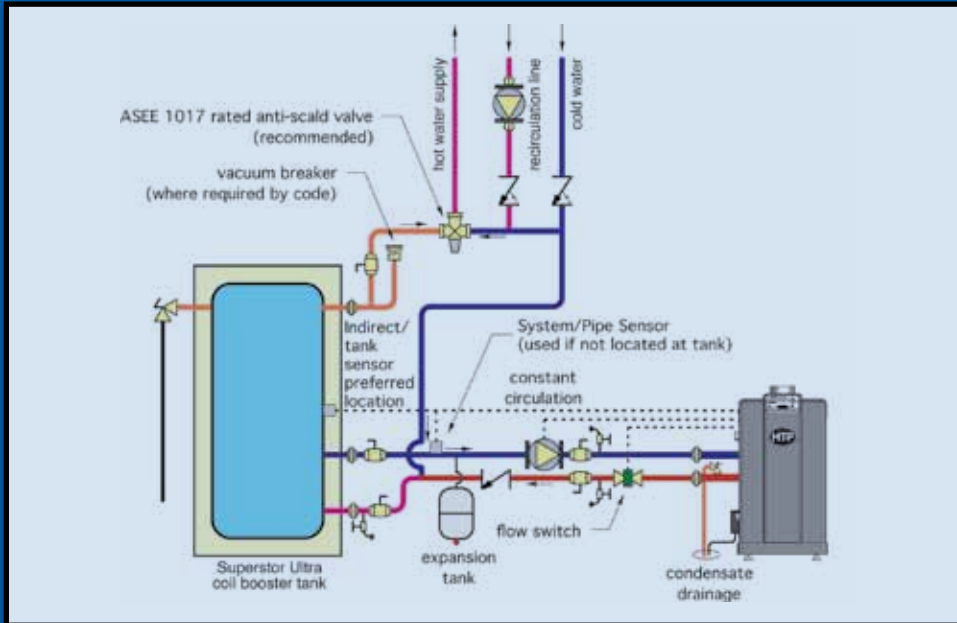 hot water supply
recirculation line
cold water
ASEE 1017 rated anti-scald valve
(recommended)
vacuum breaker
(where required by code)
Indirect/
tank
sensor
preferred
location
System/Pipe Sensor
(used if not located at tank)
constant
circulation
HTP
flow switch
expansion
tank
condensate
drainage
Superstor Ultra
coil booster tank